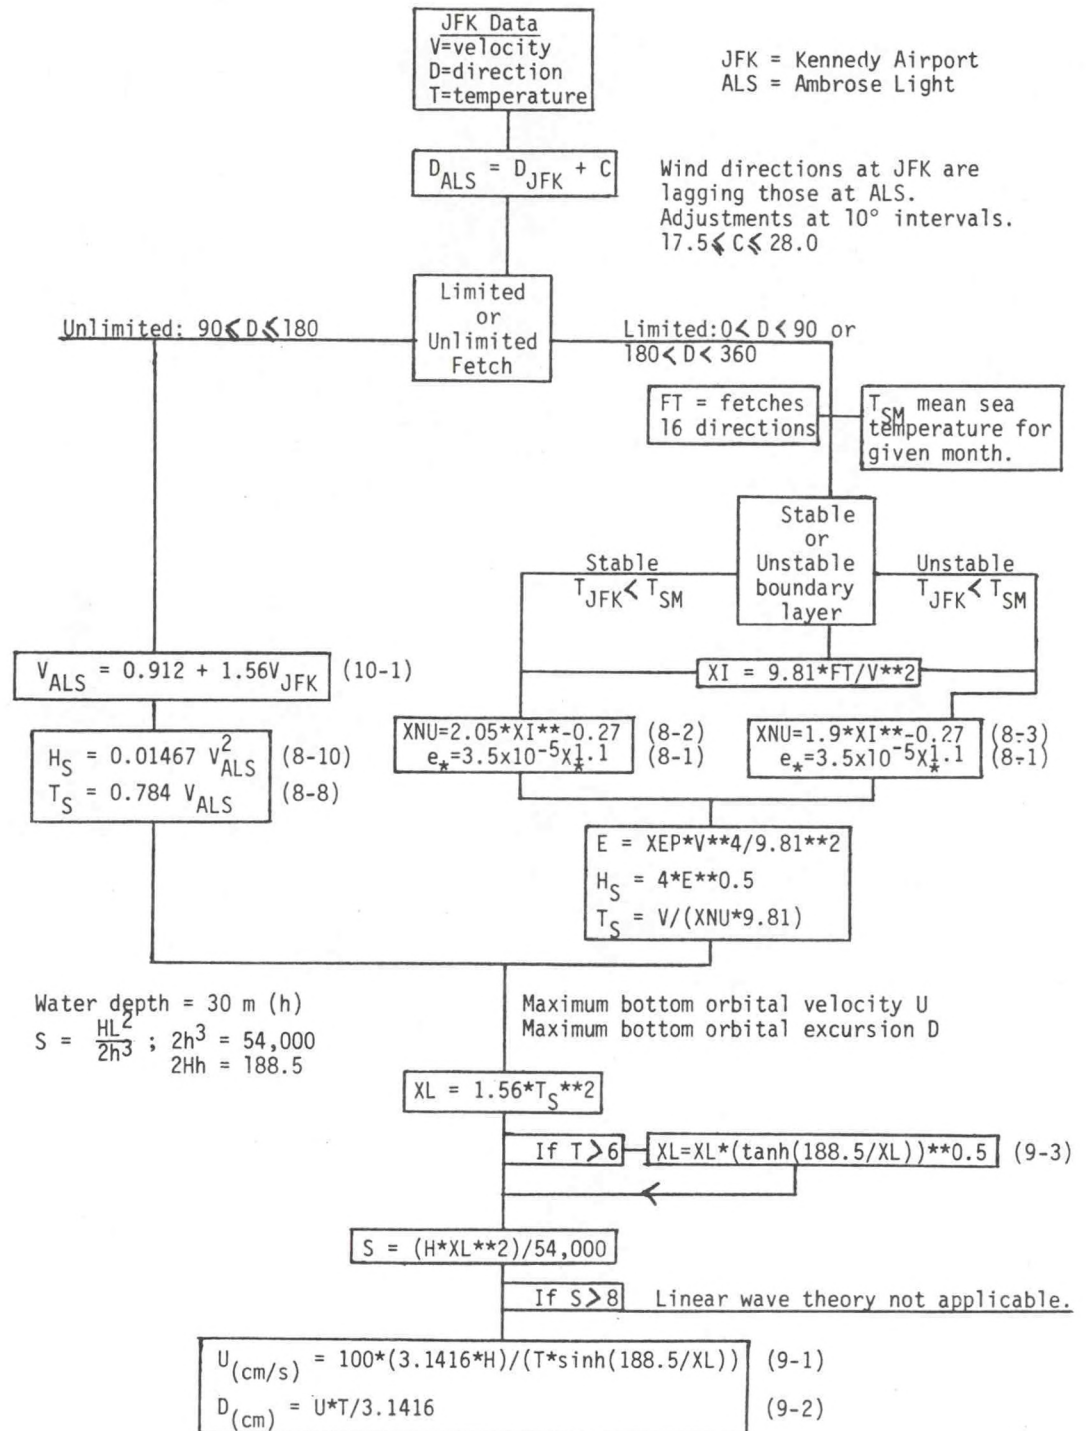 JFK Data
V=velocity
D=direction
T=temperature
JFK = Kennedy Airport
ALS = Ambrose Light
D_ALS = D_JFK + C
Wind directions at JFK are
lagging those at ALS.
Adjustments at 10° intervals.
17.5≤C≤28.0
Limited
or
Unlimited
Fetch
Unlimited: 90≤D≤180
Limited:0<D<90 or
180<D<360
FT = fetches
16 directions
T_SM mean sea
temperature for
given month.
Stable
or
Unstable
boundary
layer
Stable
T_JFK<T_SM
Unstable
T_JFK<T_SM
XI = 9.81*FT/V**2
V_ALS = 0.912 + 1.56V_JFK (10-1)
H_S = 0.01467 V²_ALS (8-10)
T_S = 0.784 V_ALS (8-8)
XNU=2.05*XI**-0.27 (8-2)
e_*=3.5x10⁻⁵X_*^1.1 (8-1)
XNU=1.9*XI**-0.27 (8-3)
e_*=3.5x10⁻⁵X_*^1.1 (8-1)
E = XEP*V**4/9.81**2
H_S = 4*E**0.5
T_S = V/(XNU*9.81)
Water depth = 30 m (h)
S = HL²/2h³ ; 2h³ = 54,000
2Hh = 188.5
Maximum bottom orbital velocity U
Maximum bottom orbital excursion D
XL = 1.56*T_S**2
If T>6
XL=XL*(tanh(188.5/XL))**0.5 (9-3)
S = (H*XL**2)/54,000
If S>8 Linear wave theory not applicable.
U_(cm/s) = 100*(3.1416*H)/(T*sinh(188.5/XL)) (9-1)
D_(cm) = U*T/3.1416 (9-2)